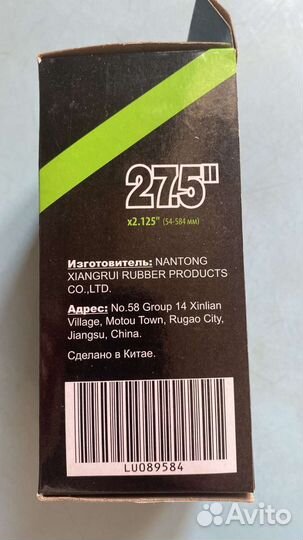 27.5"
x2.125" (54-584 мм)
Изготовитель: NANTONG
XIANGRUI RUBBER PRODUCTS
CO.,LTD.
Адрес: No.58 Group 14 Xinlian
Village, Motou Town, Rugao City,
Jiangsu, China.
Сделано в Китае.
LU089584
Avito